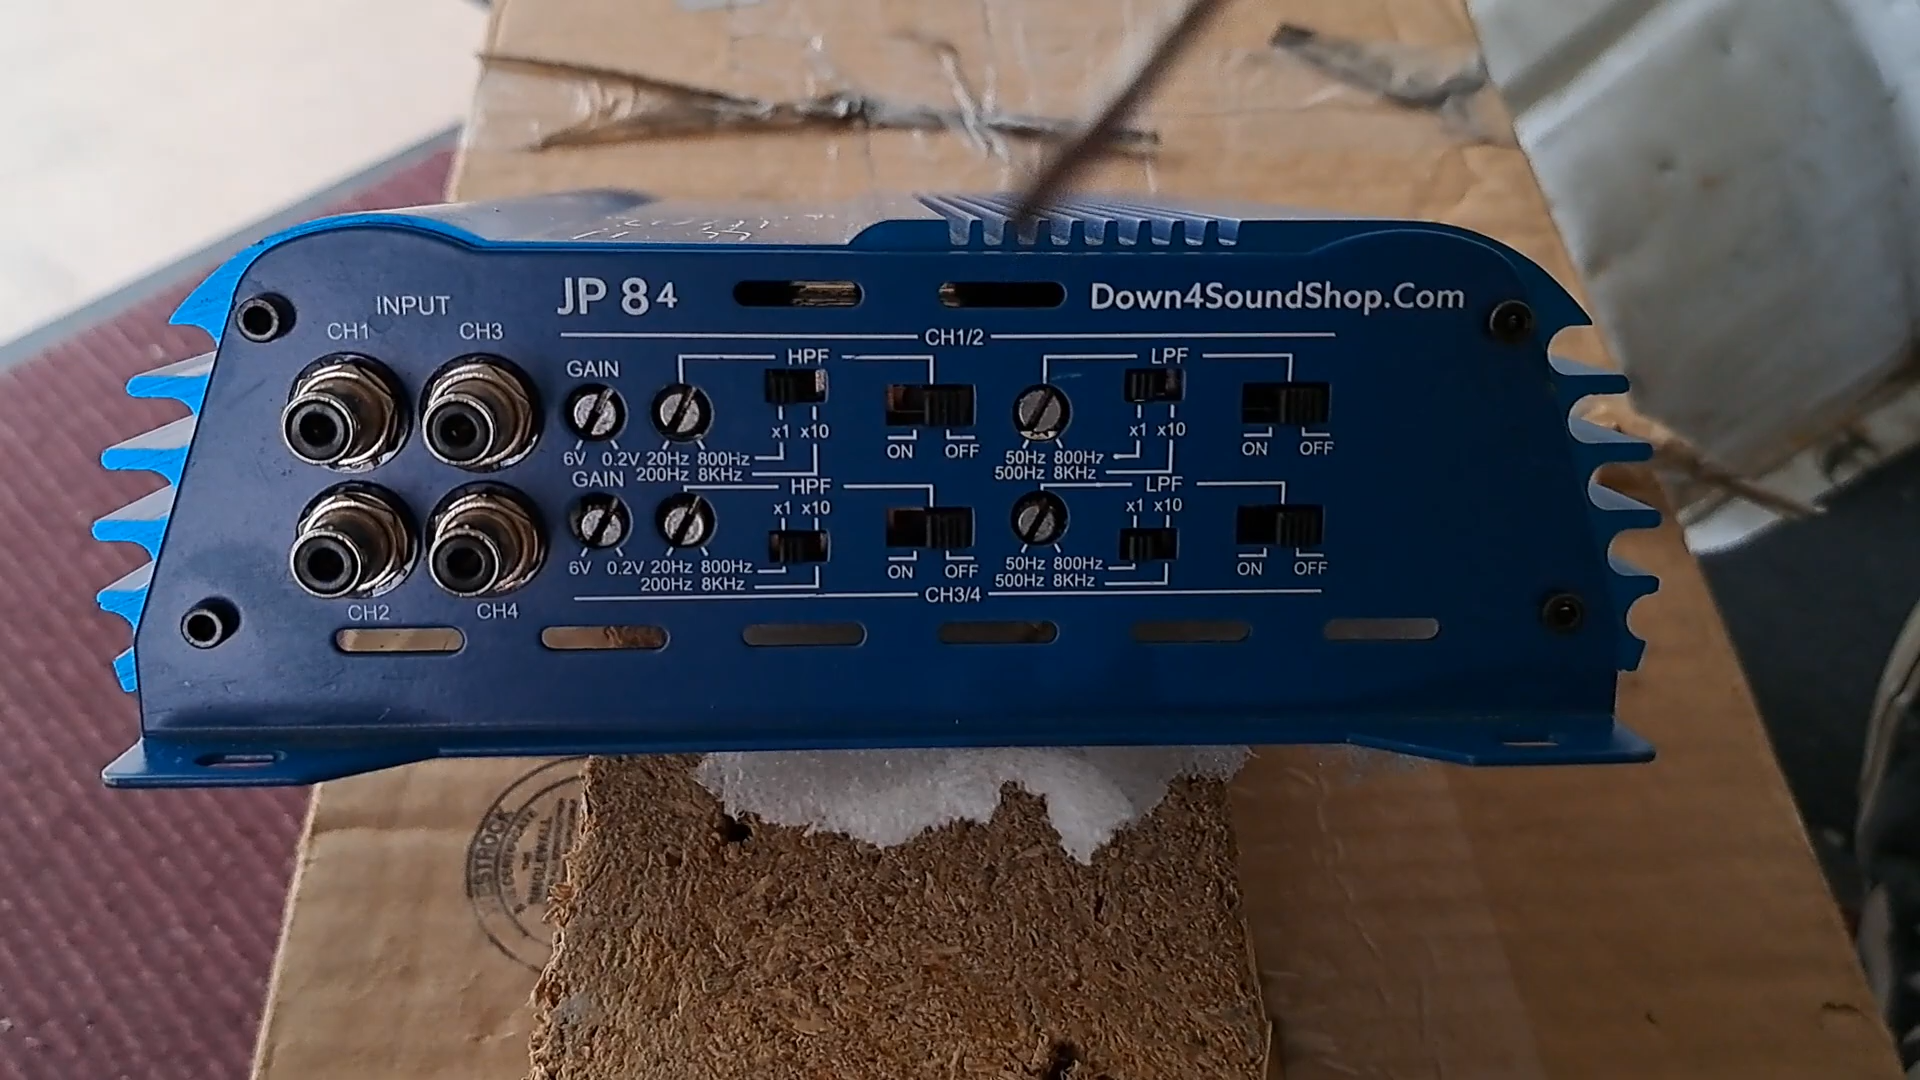 JP 84
Down4SoundShop.Com
INPUT
CH1 CH3
CH2 CH4
CH1/2
GAIN
6V 0.2V
HPF
x1 x10
20Hz 800Hz
200Hz 8KHz
ON OFF
LPF
x1 x10
50Hz 800Hz
500Hz 8KHz
ON OFF
GAIN
6V 0.2V
HPF
x1 x10
20Hz 800Hz
200Hz 8KHz
ON OFF
LPF
x1 x10
50Hz 800Hz
500Hz 8KHz
ON OFF
CH3/4